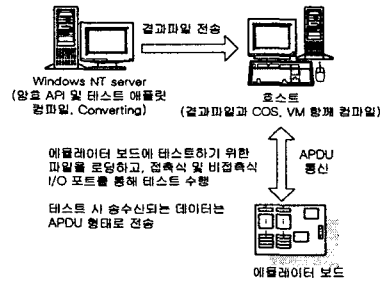 결과파일 전송
Windows NT server
(암호 API 및 테스트 애플릿
컴파일, Converting)
호스트
(결과파일과 COS, VM 함께 컴파일)
에뮬레이터 보드에 테스트하기 위한
파일을 로딩하고, 접촉식 및 비접촉식
I/O 포트를 통해 테스트 수행
테스트 시 송수신되는 데이터는
APDU 형태로 전송
APDU
통신
에뮬레이터 보드